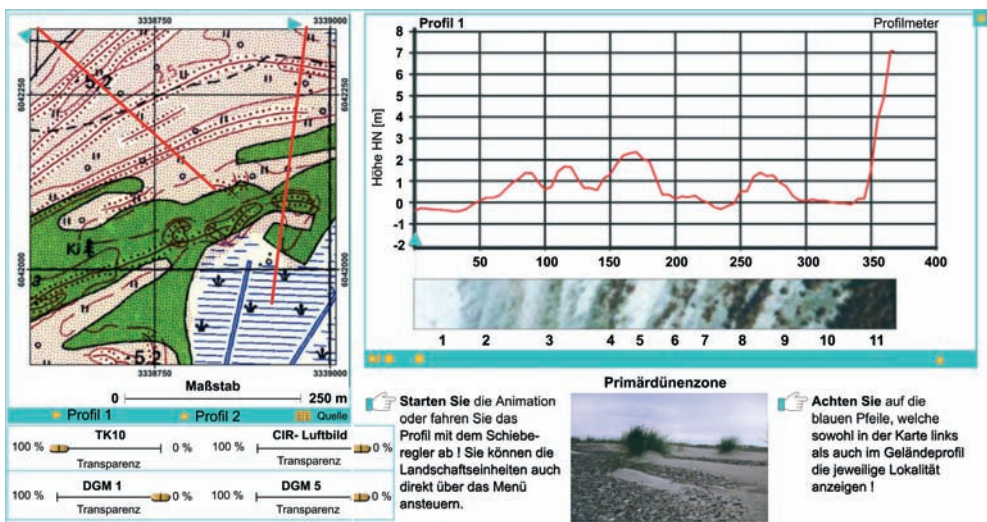 3338750
3339000
6042250
6042250
6042000
6042000
5,2
25
Ki
3
5,2
3338750
3339000
Maßstab
0 250 m
Profil 1
Profil 2
Quelle
TK10
100 % 0 %
Transparenz
CIR- Luftbild
100 % 0 %
Transparenz
DGM 1
100 % 0 %
Transparenz
DGM 5
100 % 0 %
Transparenz
Profil 1
Profilmeter
Höhe HN [m]
8
7
6
5
4
3
2
1
0
-1
-2
50 100 150 200 250 300 350 400
1 2 3 4 5 6 7 8 9 10 11
Primärdünenzone
Starten Sie die Animation
oder fahren Sie das
Profil mit dem Schiebe-
regler ab ! Sie können die
Landschaftseinheiten auch
direkt über das Menü
ansteuern.
Achten Sie auf die
blauen Pfeile, welche
sowohl in der Karte links
als auch im Geländeprofil
die jeweilige Lokalität
anzeigen !